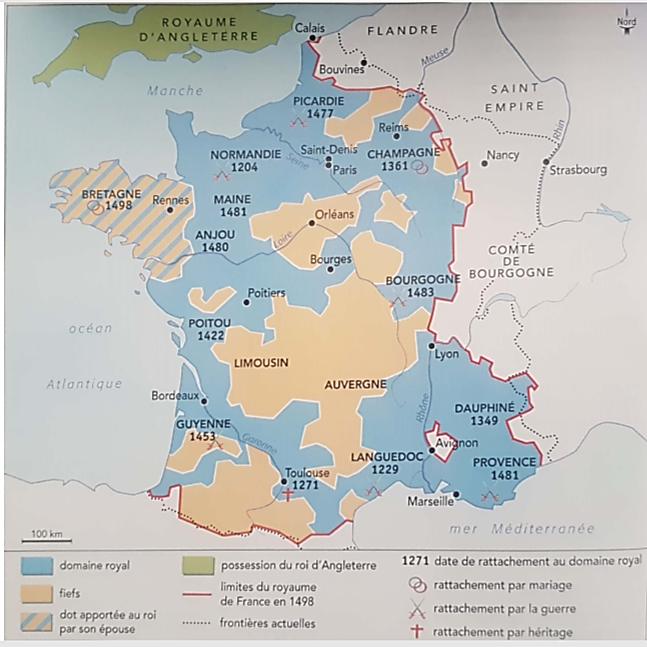 ROYAUME
D'ANGLETERRE
Calais
FLANDRE
Nord
Bouvines
Meuse
Manche
SAINT
EMPIRE
PICARDIE
1477
Reims
Rhin
NORMANDIE
1204
Seine
Saint-Denis
Paris
CHAMPAGNE
1361
Nancy
Strasbourg
BRETAGNE
1498
Rennes
MAINE
1481
Orléans
ANJOU
1480
Loire
Bourges
COMTÉ
DE
BOURGOGNE
BOURGOGNE
1483
Poitiers
POITOU
1422
océan
Atlantique
LIMOUSIN
Lyon
AUVERGNE
Bordeaux
Rhône
DAUPHINÉ
1349
GUYENNE
1453
Garonne
Avignon
LANGUEDOC
1229
PROVENCE
1481
Toulouse
1271
Marseille
100 km
mer Méditerranée
domaine royal
fiefs
dot apportée au roi
par son épouse
possession du roi d'Angleterre
limites du royaume
de France en 1498
frontières actuelles
1271 date de rattachement au domaine royal
rattachement par mariage
rattachement par la guerre
rattachement par héritage